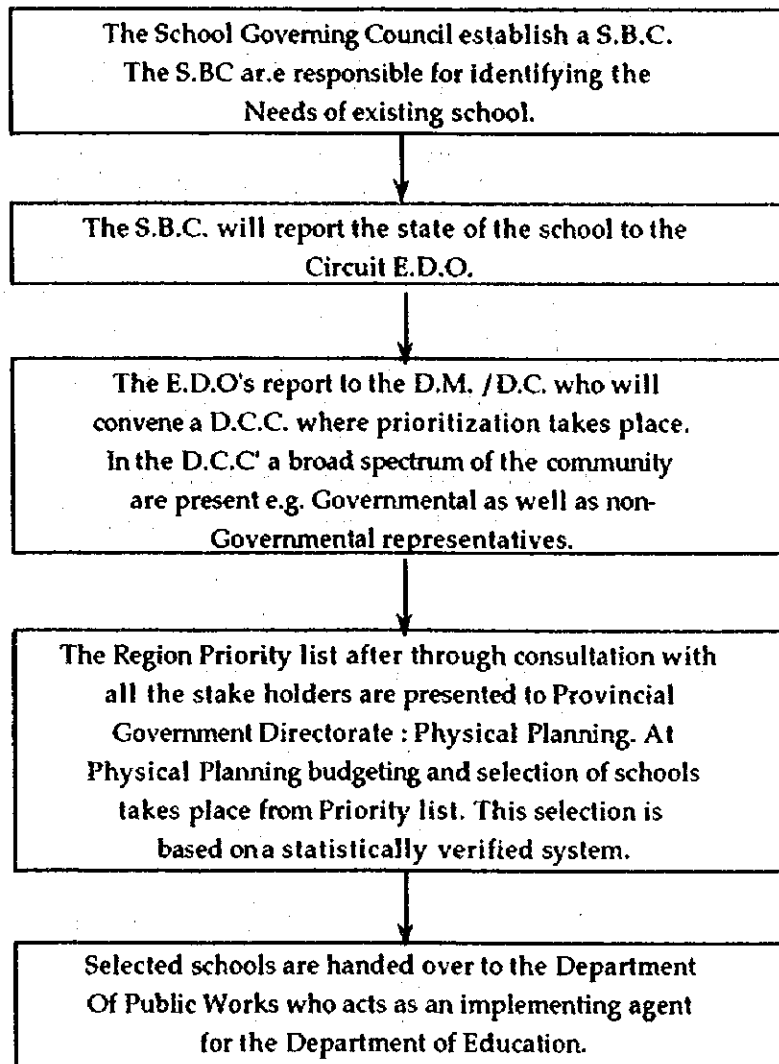 The School Governing Council establish a S.B.C.
The S.BC ar.e responsible for identifying the
Needs of existing school.
The S.B.C. will report the state of the school to the
Circuit E.D.O.
The E.D.O's report to the D.M. /D.C. who will
convene a D.C.C. where prioritization takes place.
In the D.C.C' a broad spectrum of the community
are present e.g. Governmental as well as non-
Governmental representatives.
The Region Priority list after through consultation with
all the stake holders are presented to Provincial
Government Directorate : Physical Planning. At
Physical Planning budgeting and selection of schools
takes place from Priority list. This selection is
based ona statistically verified system.
Selected schools are handed over to the Department
Of Public Works who acts as an implementing agent
for the Department of Education.